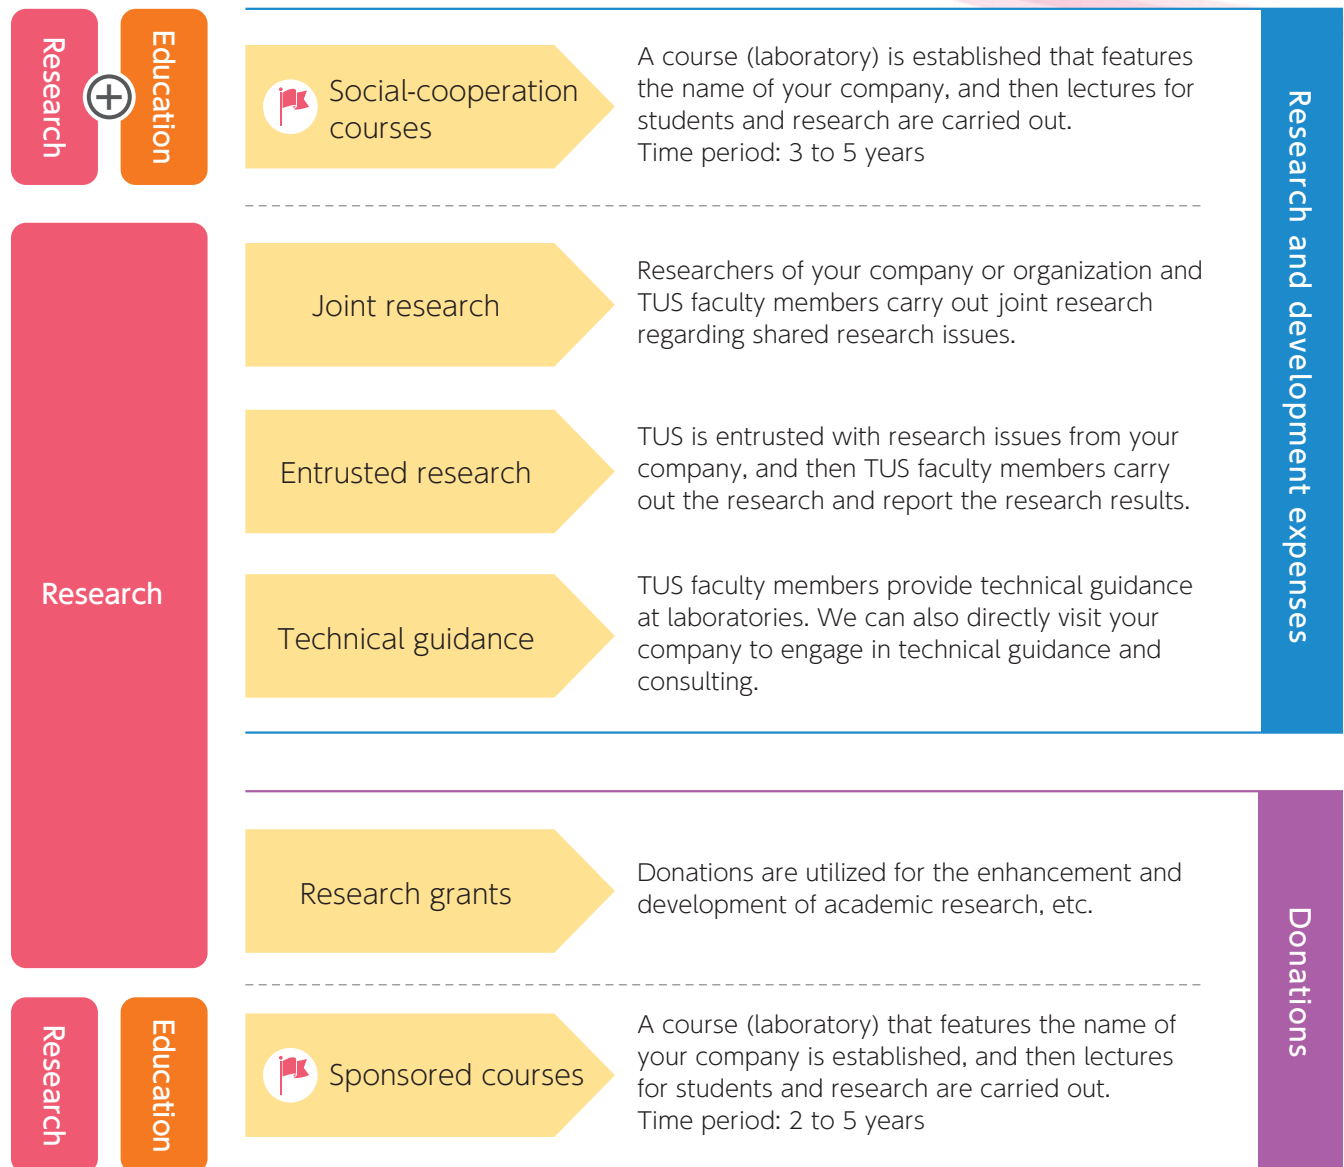 Research
Education
Social-cooperation
courses
A course (laboratory) is established that features
the name of your company, and then lectures for
students and research are carried out.
Time period: 3 to 5 years
Research and development expenses
Research
Joint research
Researchers of your company or organization and
TUS faculty members carry out joint research
regarding shared research issues.
Entrusted research
TUS is entrusted with research issues from your
company, and then TUS faculty members carry
out the research and report the research results.
Technical guidance
TUS faculty members provide technical guidance
at laboratories. We can also directly visit your
company to engage in technical guidance and
consulting.
Research grants
Donations are utilized for the enhancement and
development of academic research, etc.
Donations
Research
Education
Sponsored courses
A course (laboratory) that features the name of
your company is established, and then lectures
for students and research are carried out.
Time period: 2 to 5 years